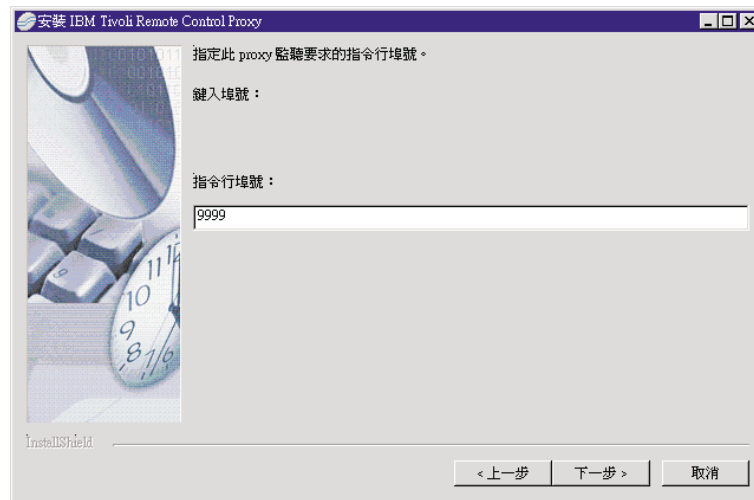 安裝 IBM Tivoli Remote Control Proxy
指定此 proxy 監聽要求的指令行埠號。
鍵入埠號：
指令行埠號：
9999
InstallShield
<上一步 下一步> 取消